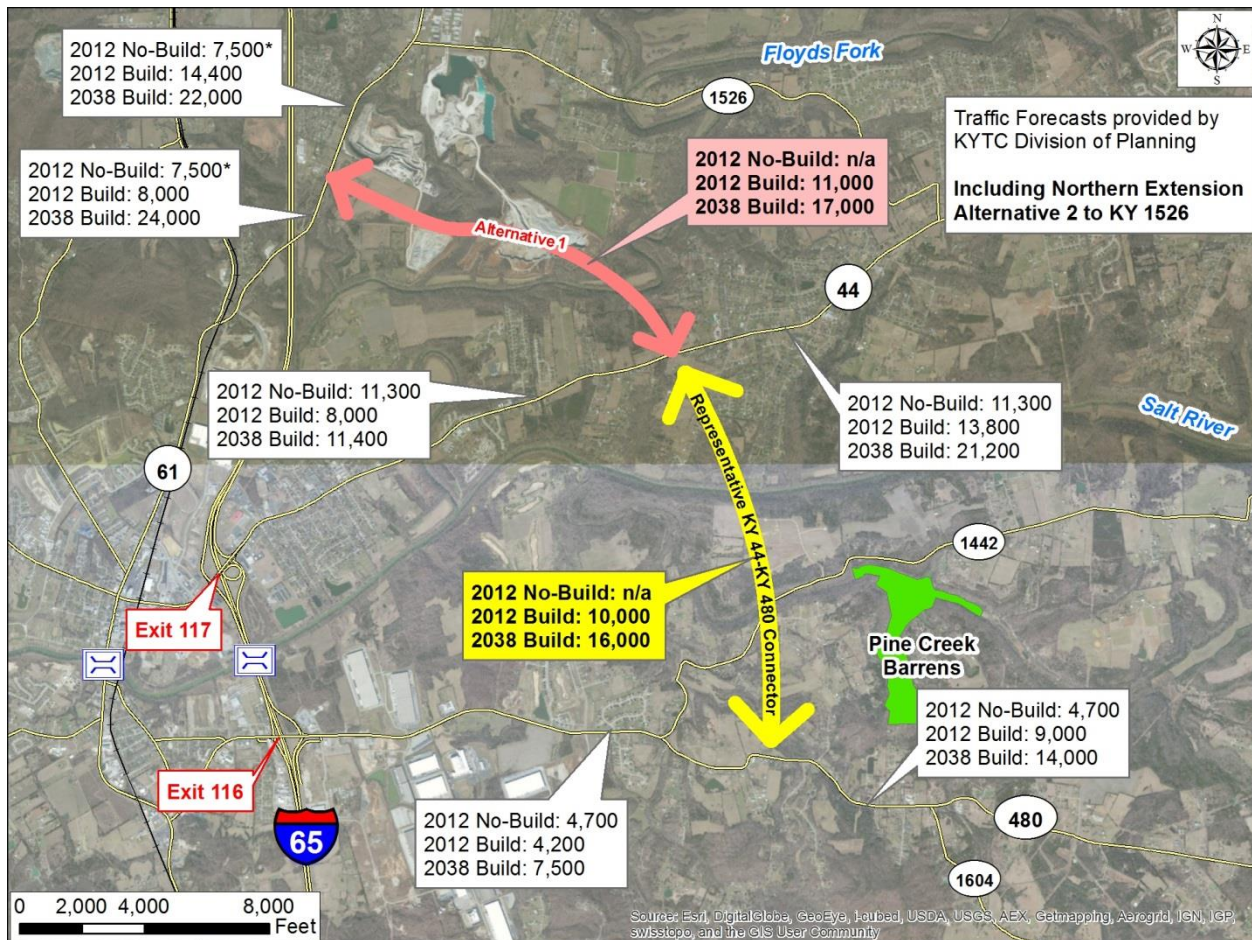 2012 No-Build: 7,500*
2012 Build: 14,400
2038 Build: 22,000
Floyds Fork
N
W E
S
1526
Traffic Forecasts provided by
KYTC Division of Planning
Including Northern Extension
Alternative 2 to KY 1526
2012 No-Build: 7,500*
2012 Build: 8,000
2038 Build: 24,000
2012 No-Build: n/a
2012 Build: 11,000
2038 Build: 17,000
Alternative 1
44
2012 No-Build: 11,300
2012 Build: 8,000
2038 Build: 11,400
2012 No-Build: 11,300
2012 Build: 13,800
2038 Build: 21,200
Salt River
61
Representative KY 44-KY 480 Connector
1442
2012 No-Build: n/a
2012 Build: 10,000
2038 Build: 16,000
Exit 117
Pine Creek
Barrens
2012 No-Build: 4,700
2012 Build: 9,000
2038 Build: 14,000
Exit 116
65
2012 No-Build: 4,700
2012 Build: 4,200
2038 Build: 7,500
480
1604
0 2,000 4,000 8,000
Feet
Source: Esri, DigitalGlobe, GeoEye, i-cubed, USDA, USGS, AEX, Getmapping, Aerogrid, IGN, IGP,
swisstopo, and the GIS User Community